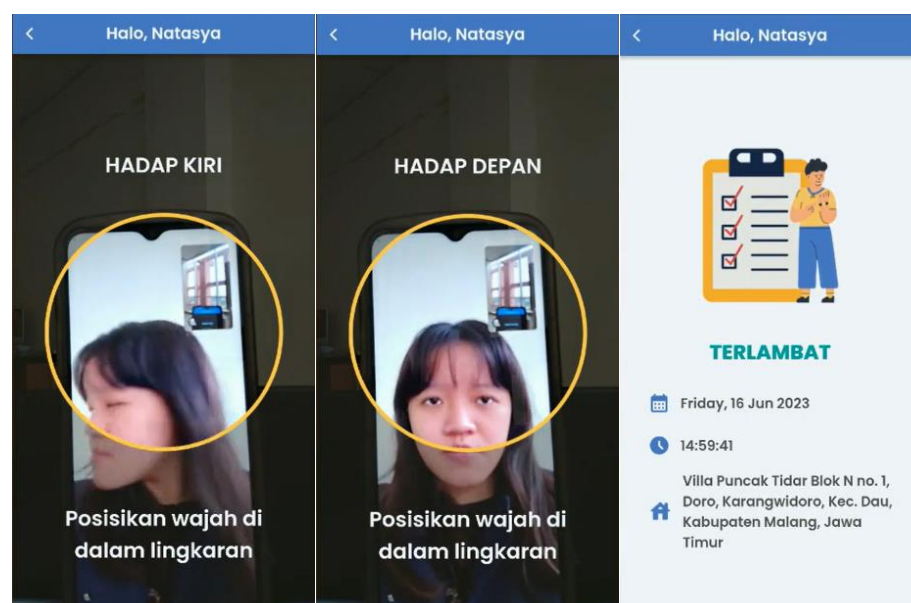 Halo, Natasya
HADAP KIRI
Posisikan wajah di
dalam lingkaran
Halo, Natasya
HADAP DEPAN
Posisikan wajah di
dalam lingkaran
Halo, Natasya
TERLAMBAT
Friday, 16 Jun 2023
14:59:41
Villa Puncak Tidar Blok N no. 1,
Doro, Karangwidoro, Kec. Dau,
Kabupaten Malang, Jawa
Timur